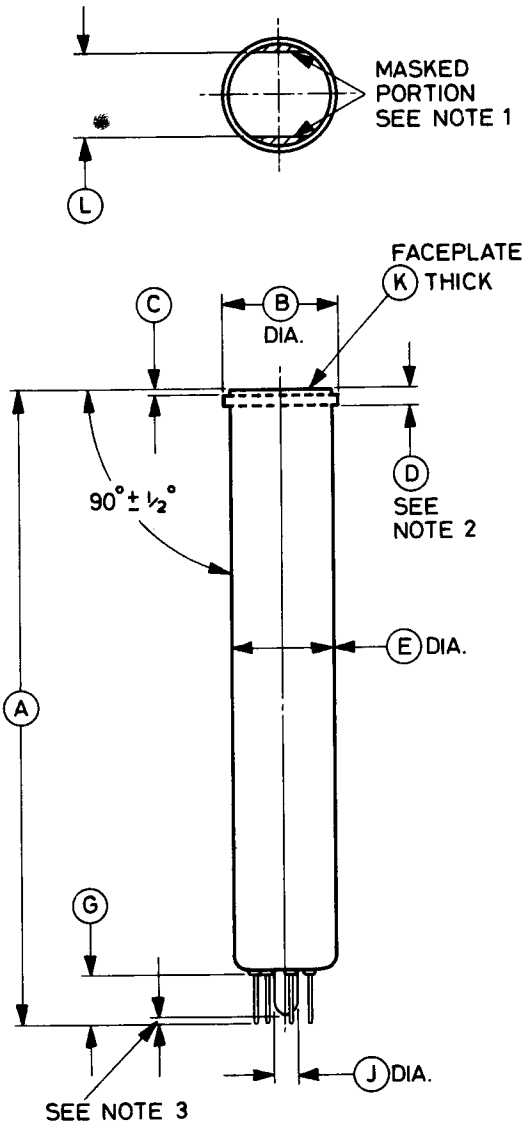 MASKED
PORTION
SEE NOTE 1
L
FACEPLATE
K THICK
C
B
DIA.
D
SEE
NOTE 2
90° ± 1/2°
E DIA.
A
G
J DIA.
SEE NOTE 3